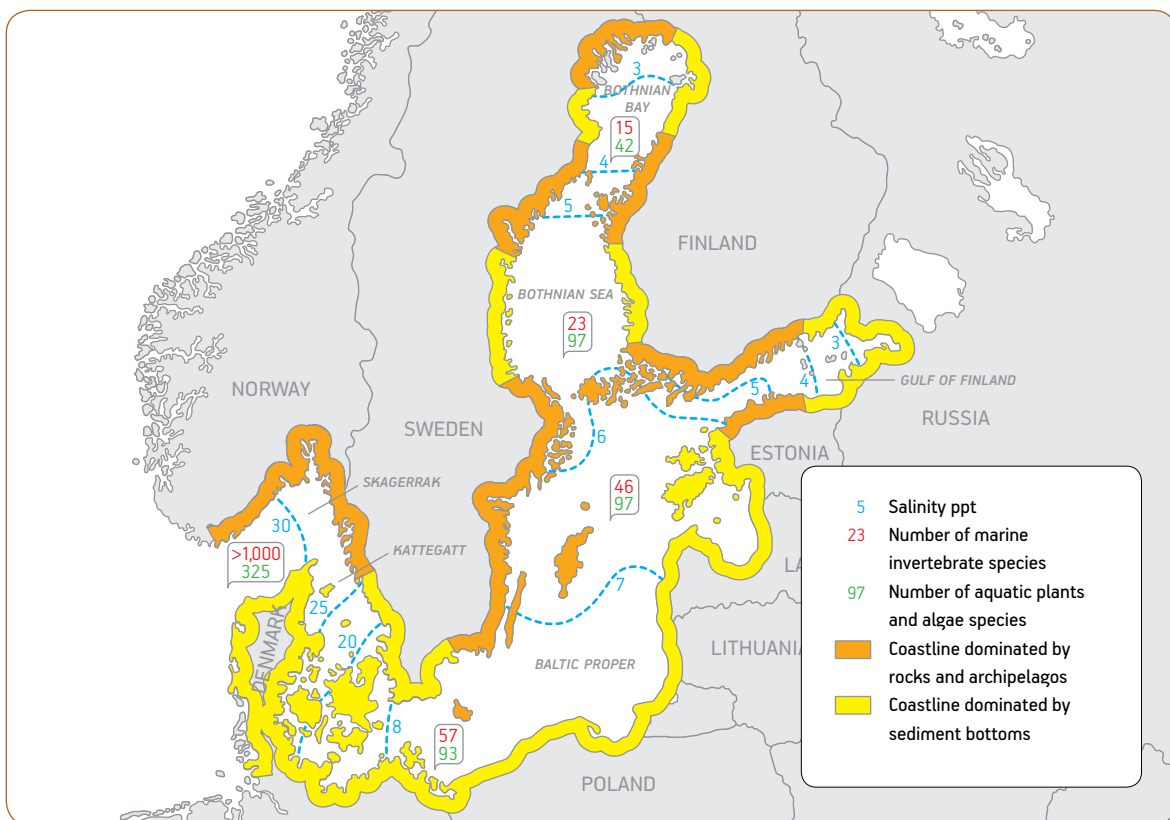 3
BOTHNIAN
BAY
15
42
4
5
FINLAND
BOTHNIAN SEA
23
97
3
4
5
GULF OF FINLAND
NORWAY
RUSSIA
SWEDEN
6
ESTONIA
SKAGERRAK
46
97
30
KATTEGATT
>1,000
325
7
LA
25
20
DENMARK
LITHUANIA
BALTIC PROPER
8
57
93
POLAND
5 Salinity ppt
23 Number of marine
invertebrate species
97 Number of aquatic plants
and algae species
Coastline dominated by
rocks and archipelagos
Coastline dominated by
sediment bottoms